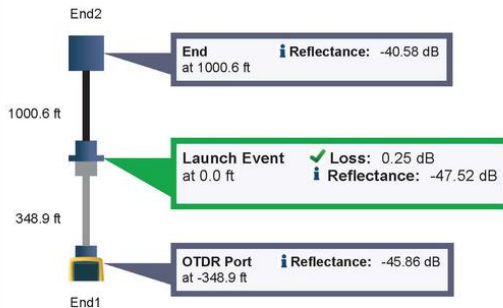 End2
End
Reflectance: -40.58 dB
at 1000.6 ft
1000.6 ft
Launch Event
Loss: 0.25 dB
at 0.0 ft
Reflectance: -47.52 dB
348.9 ft
OTDR Port
Reflectance: -45.86 dB
at -348.9 ft
End1